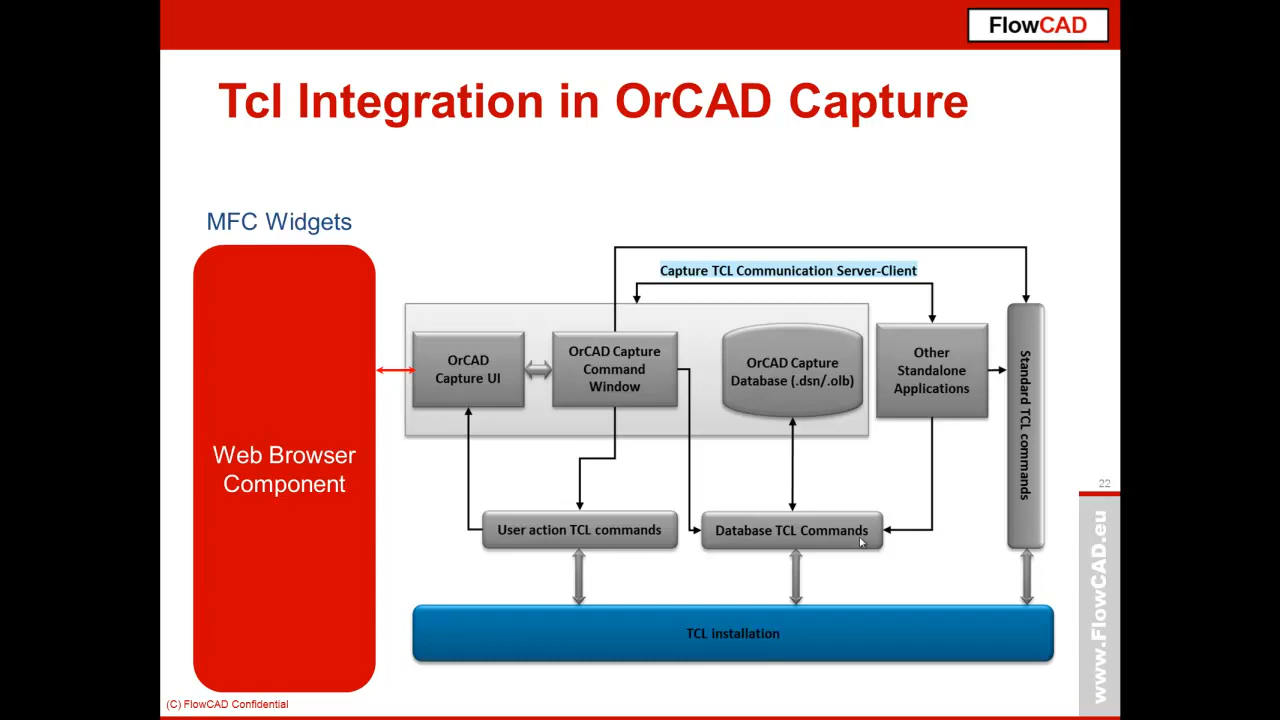 FlowCAD
Tcl Integration in OrCAD Capture
MFC Widgets
Web Browser
Component
Capture TCL Communication Server-Client
OrCAD
Capture UI
OrCAD Capture
Command
Window
OrCAD Capture
Database (.dsn/.olb)
Other
Standalone
Applications
Standard TCL commands
User action TCL commands
Database TCL Commands
TCL installation
22
www.FlowCAD.eu
(C) FlowCAD Confidential